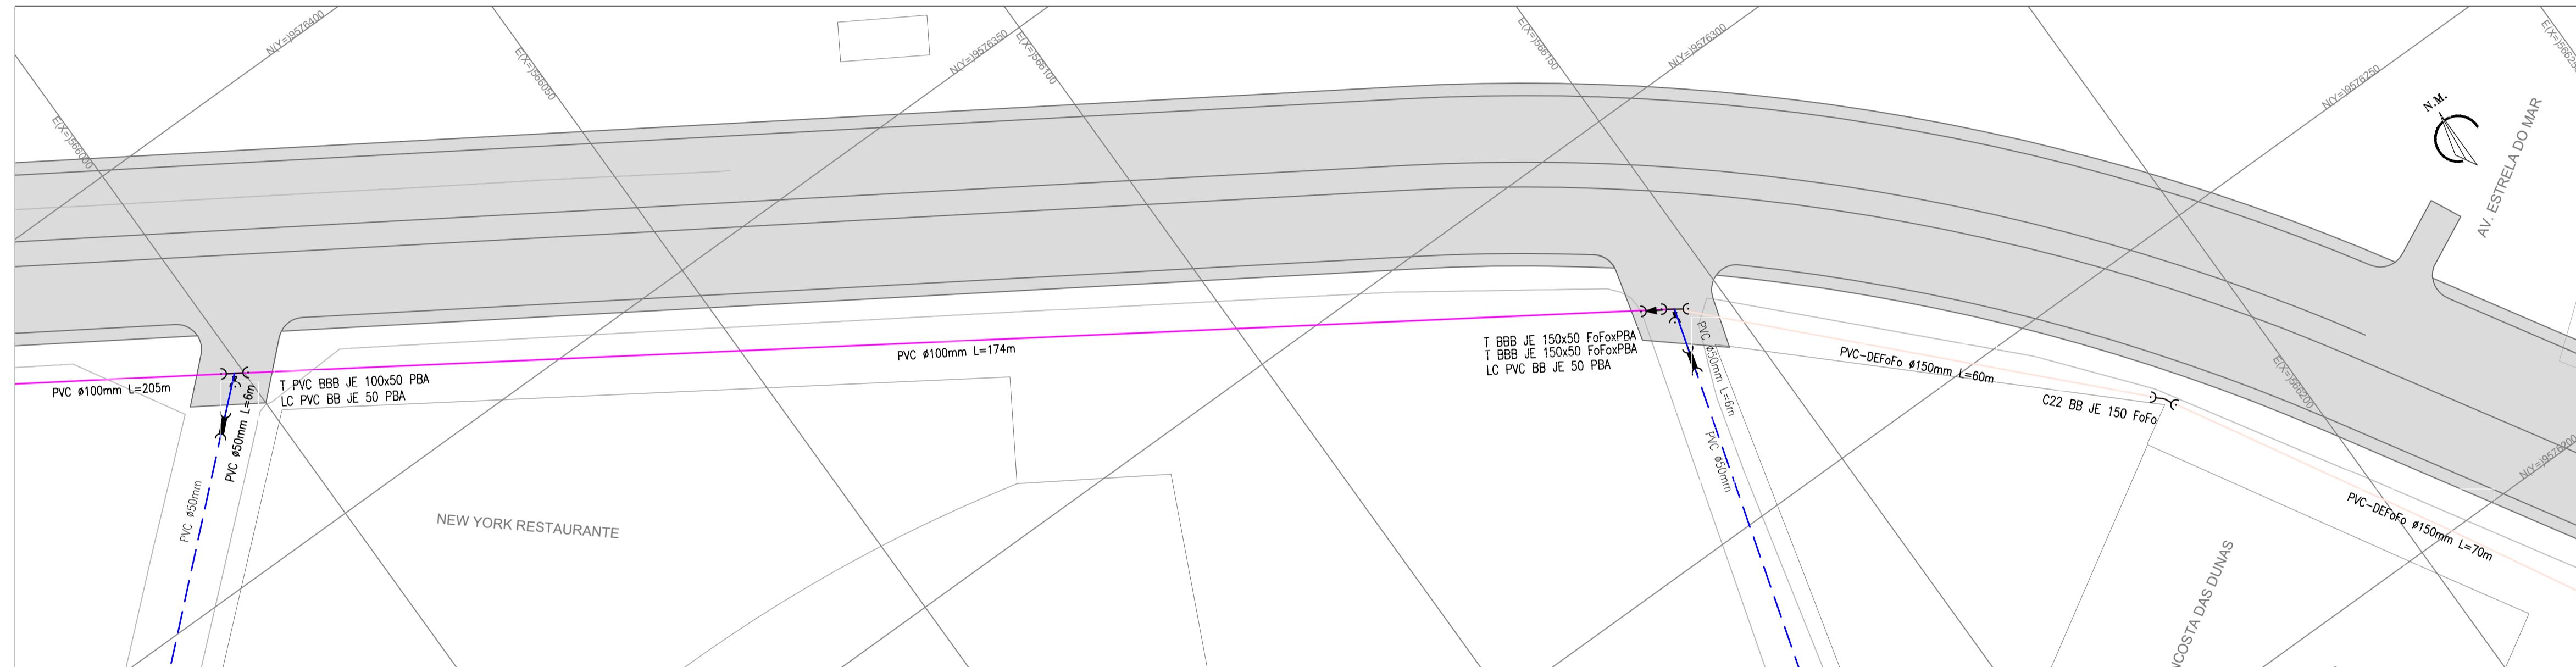 N(Y=)9576400
E(X=)566050
N(Y=)9576350
E(X=)566100
E(X=)566150
N(Y=)9576300
N(Y=)9576250
N.M.
AV. ESTRELA DO MAR
E(X=)566000
PVC ø100mm L=205m
T PVC BBB JE 100x50 PBA
LC PVC BB JE 50 PBA
PVC ø50mm L=6m
PVC ø50mm
NEW YORK RESTAURANTE
PVC ø100mm L=174m
T BBB JE 150x50 FoFoxPBA
T BBB JE 150x50 FoFoxPBA
LC PVC BB JE 50 PBA
PVC ø50mm L=6m
PVC ø50mm
PVC-DEFoFo ø150mm L=60m
C22 BB JE 150 FoFo
E(X=)566200
N(Y=)9576200
PVC-DEFoFo ø150mm L=70m
NCOSTA DAS DUNAS